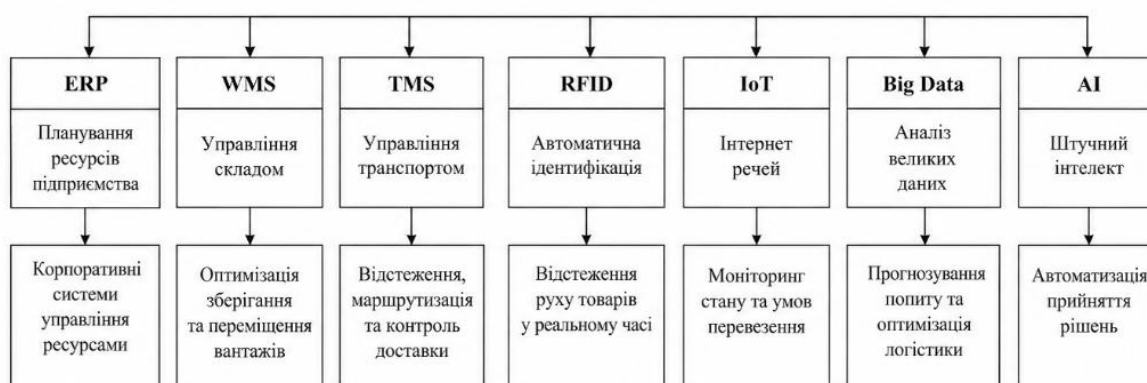 ERP
Планування
ресурсів
підприємства
WMS
Управління
складом
TMS
Управління
транспортом
RFID
Автоматична
ідентифікація
IoT
Інтернет
речей
Big Data
Аналіз
великих
даних
AI
Штучний
інтелект
Корпоративні
системи
управління
ресурсами
Оптимізація
зберігання
та переміщення
вантажів
Відстеження,
маршрутизація
та контроль
доставки
Відстеження
руху товарів
у реальному часі
Моніторинг
стану та умов
перевезення
Прогнозування
попиту та
оптимізація
логістики
Автоматизація
прийняття
рішень